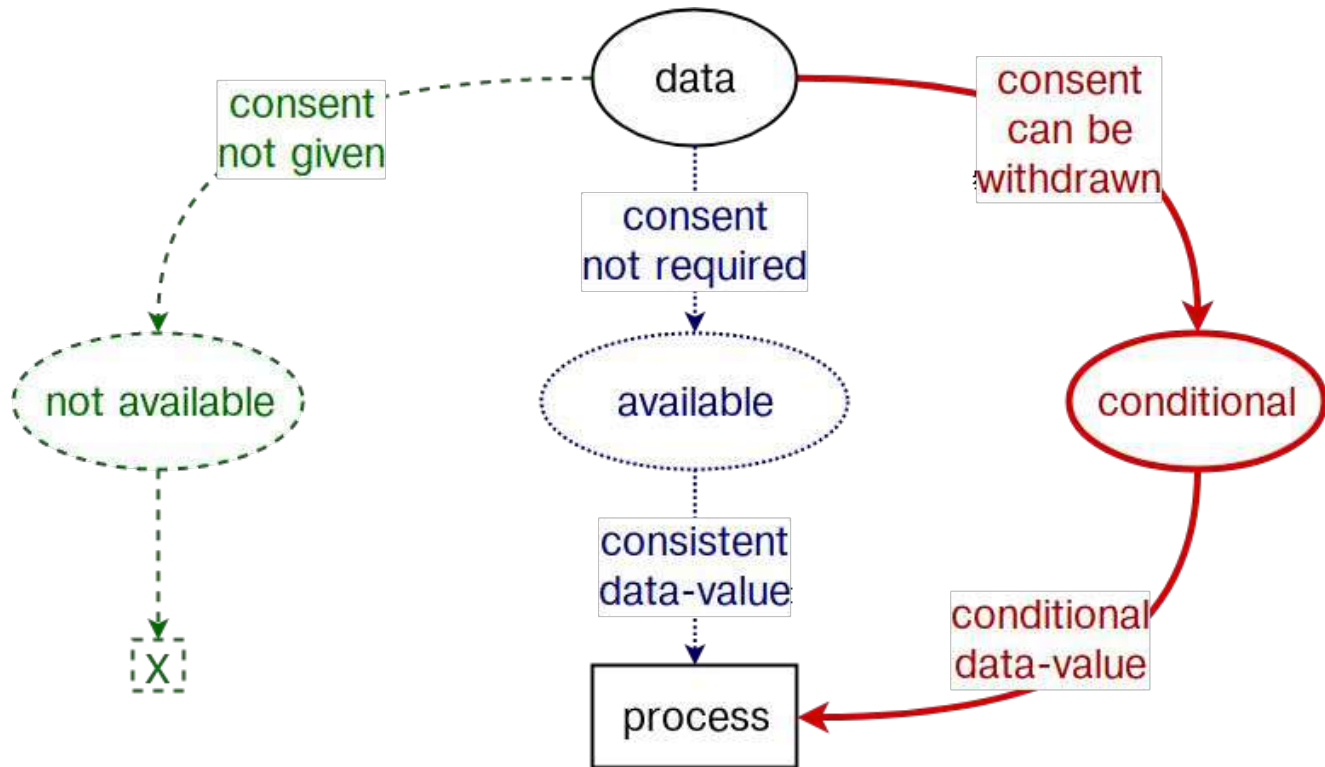 data
consent
not given
consent
not required
consent
can be
withdrawn
not available
available
conditional
consistent
data-value
conditional
data-value
X
process